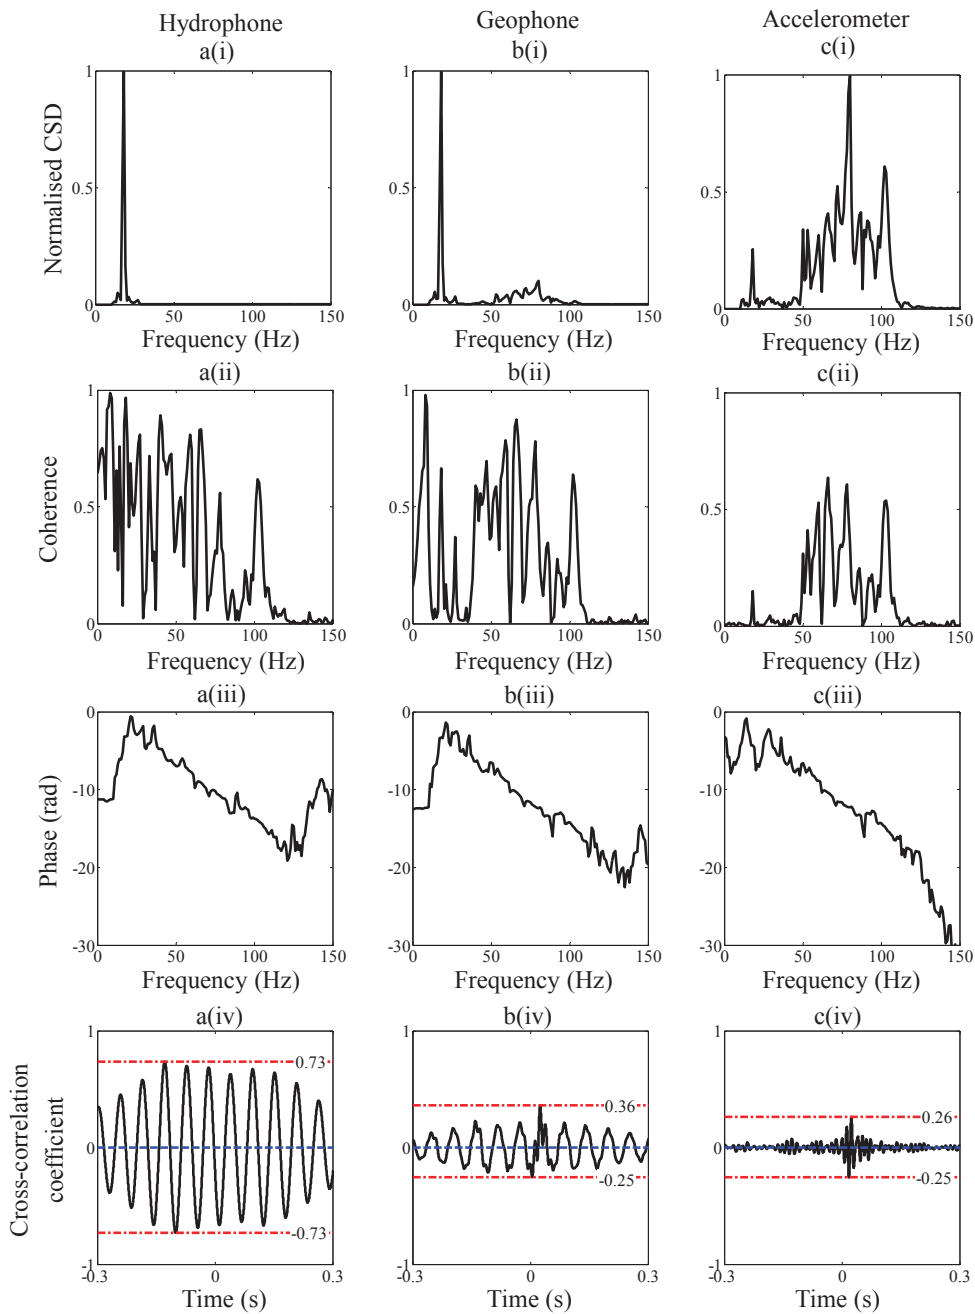 Hydrophone Geophone Accelerometer
a(i) b(i) c(i)
Normalised CSD
1 1 1
0.5 0.5 0.5
0 0 0
0 50 100 150 0 50 100 150 0 50 100 150
Frequency (Hz) Frequency (Hz) Frequency (Hz)
a(ii) b(ii) c(ii)
Coherence
1 1 1
0.5 0.5 0.5
0 0 0
0 50 100 150 0 50 100 150 0 50 100 150
Frequency (Hz) Frequency (Hz) Frequency (Hz)
a(iii) b(iii) c(iii)
Phase (rad)
0 0 0
-10 -10 -10
-20 -20 -20
-30 -30 -30
0 50 100 150 0 50 100 150 0 50 100 150
Frequency (Hz) Frequency (Hz) Frequency (Hz)
a(iv) b(iv) c(iv)
Cross-correlation
coefficient
1 1 1
0.73 0.36 0.26
0 0 0
-0.73 -0.25 -0.25
-1 -1 -1
-0.3 0 0.3 -0.3 0 0.3 -0.3 0 0.3
Time (s) Time (s) Time (s)